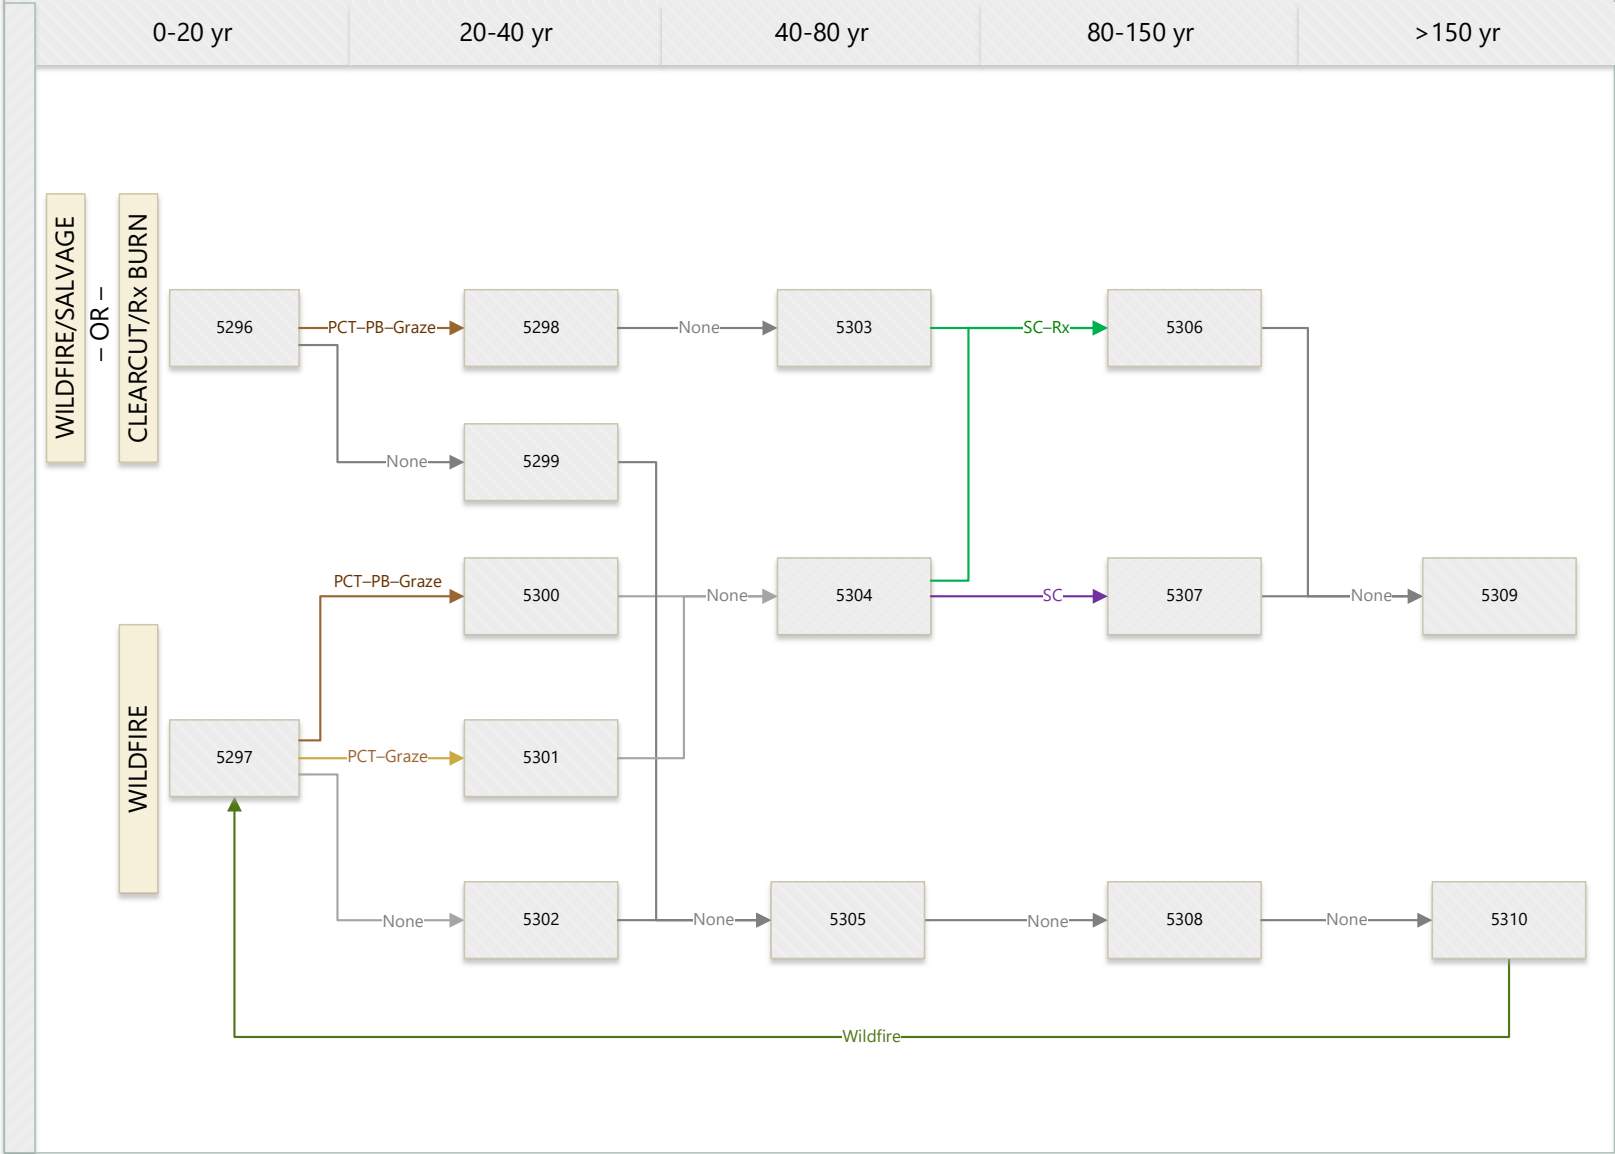 0-20 yr
20-40 yr
40-80 yr
80-150 yr
>150 yr
WILDFIRE/SALVAGE
– OR –
CLEARCUT/Rx BURN
5296
PCT–PB–Graze
5298
None
5303
SC–Rx
5306
None
5299
PCT–PB–Graze
5300
None
5304
SC
5307
None
5309
WILDFIRE
5297
PCT–Graze
5301
None
5302
None
5305
None
5308
None
5310
Wildfire